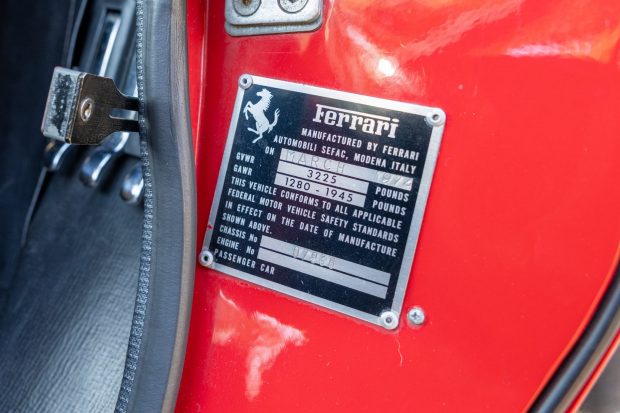 Ferrari
MANUFACTURED BY FERRARI
AUTOMOBILI SEFAC, MODENA ITALY
ON MARCH 1972
GVWR 3225 POUNDS
GAWR 1280 - 1945 POUNDS
THIS VEHICLE CONFORMS TO ALL APPLICABLE
FEDERAL MOTOR VEHICLE SAFETY STANDARDS
IN EFFECT ON THE DATE OF MANUFACTURE
SHOWN ABOVE.
CHASSIS No
ENGINE No
PASSENGER CAR